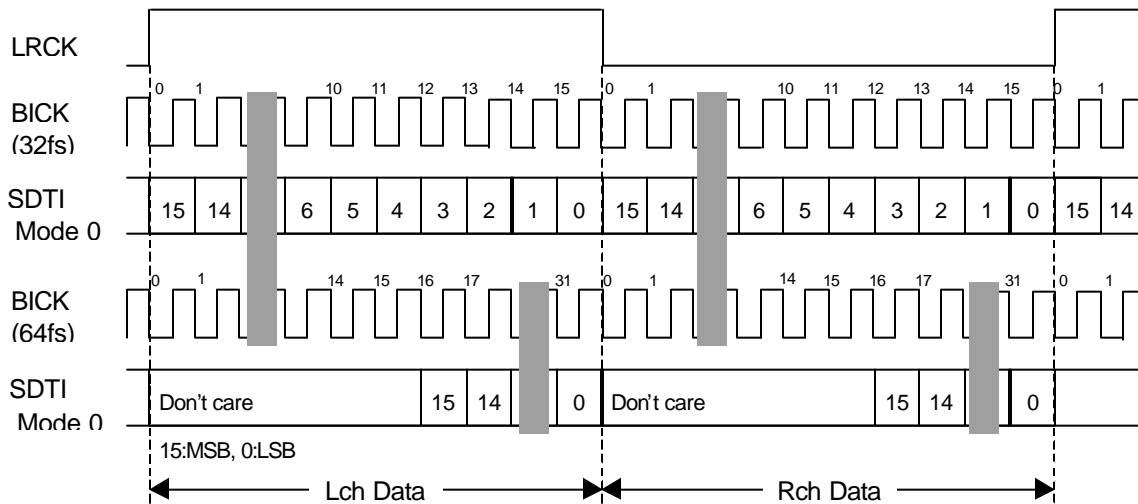 LRCK
0 1 10 11 12 13 14 15 0 1 10 11 12 13 14 15 0 1
BICK
(32fs)
SDTI
Mode 0
15 14 6 5 4 3 2 1 0 15 14 6 5 4 3 2 1 0 15 14
0 1 14 15 16 17 31 0 1 14 15 16 17 31 0 1
BICK
(64fs)
SDTI
Mode 0
Don't care 15 14 0 Don't care 15 14 0
15:MSB, 0:LSB
Lch Data Rch Data